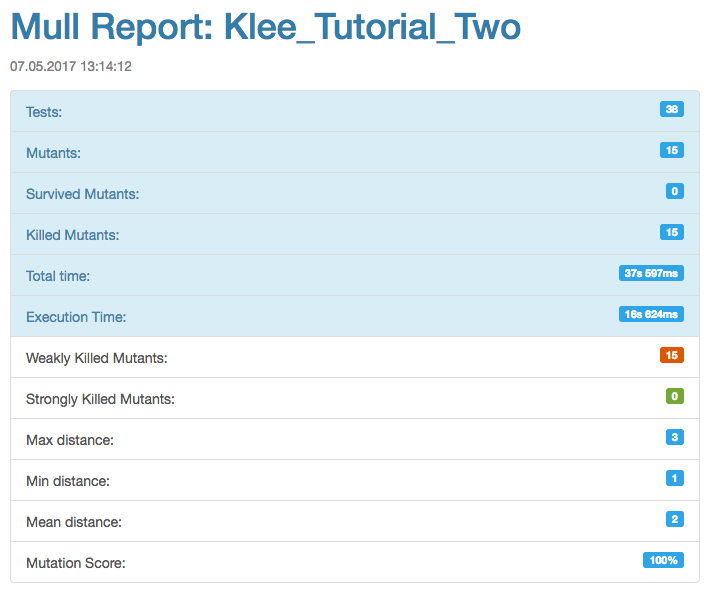 Mull Report: Klee_Tutorial_Two
07.05.2017 13:14:12
Tests: 38
Mutants: 15
Survived Mutants: 0
Killed Mutants: 15
Total time: 37s 597ms
Execution Time: 16s 624ms
Weakly Killed Mutants: 15
Strongly Killed Mutants: 0
Max distance: 3
Min distance: 1
Mean distance: 2
Mutation Score: 100%